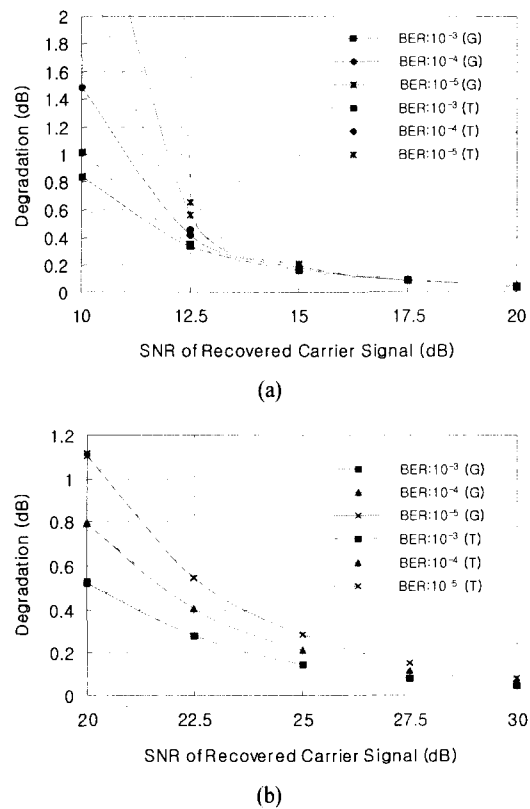 2
1.8
1.6
1.4
1.2
1
0.8
0.6
0.4
0.2
0
Degradation (dB)
BER:10⁻³ (G)
BER:10⁻⁴ (G)
BER:10⁻⁵ (G)
BER:10⁻³ (T)
BER:10⁻⁴ (T)
BER:10⁻⁵ (T)
10 12.5 15 17.5 20
SNR of Recovered Carrier Signal (dB)
(a)
1.2
1
0.8
0.6
0.4
0.2
0
Degradation (dB)
BER:10⁻³ (G)
BER:10⁻⁴ (G)
BER:10⁻⁵ (G)
BER:10⁻³ (T)
BER:10⁻⁴ (T)
BER:10⁻⁵ (T)
20 22.5 25 27.5 30
SNR of Recovered Carrier Signal (dB)
(b)